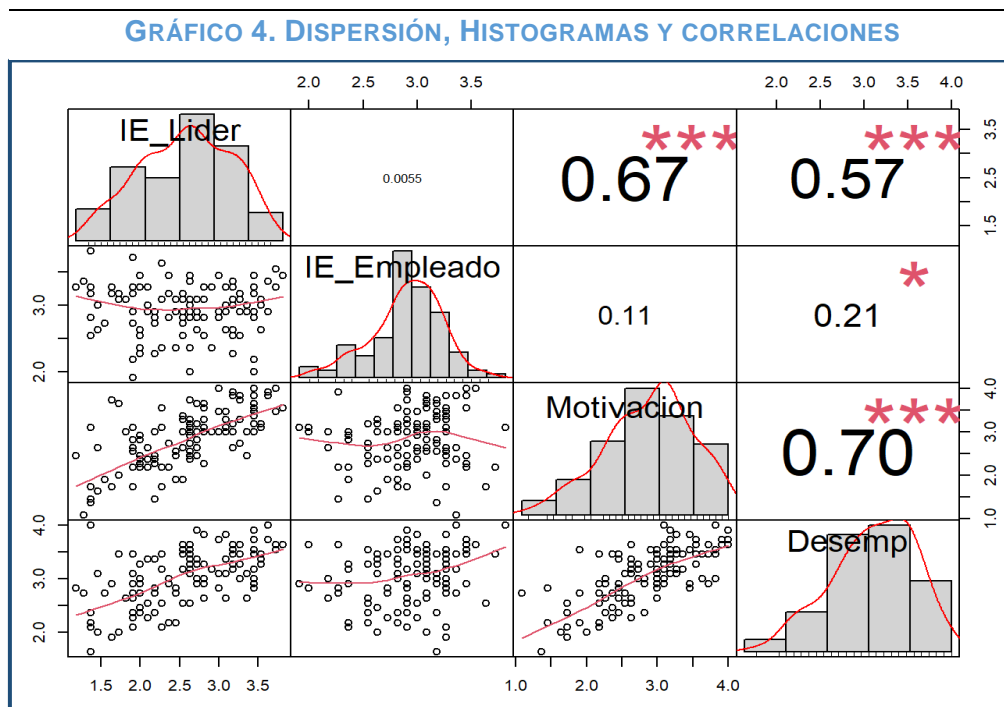 GRÁFICO 4. DISPERSIÓN, HISTOGRAMAS Y CORRELACIONES
2.0 2.5 3.0 3.5
2.0 2.5 3.0 3.5 4.0
IE_Lider
0.0055
0.67 ***
0.57 ***
3.5
2.5
1.5
3.0
2.0
IE_Empleado
0.11
0.21 *
Motivacion
0.70 ***
4.0
3.0
2.0
1.0
4.0
3.0
2.0
Desemp
1.5 2.0 2.5 3.0 3.5
1.0 2.0 3.0 4.0